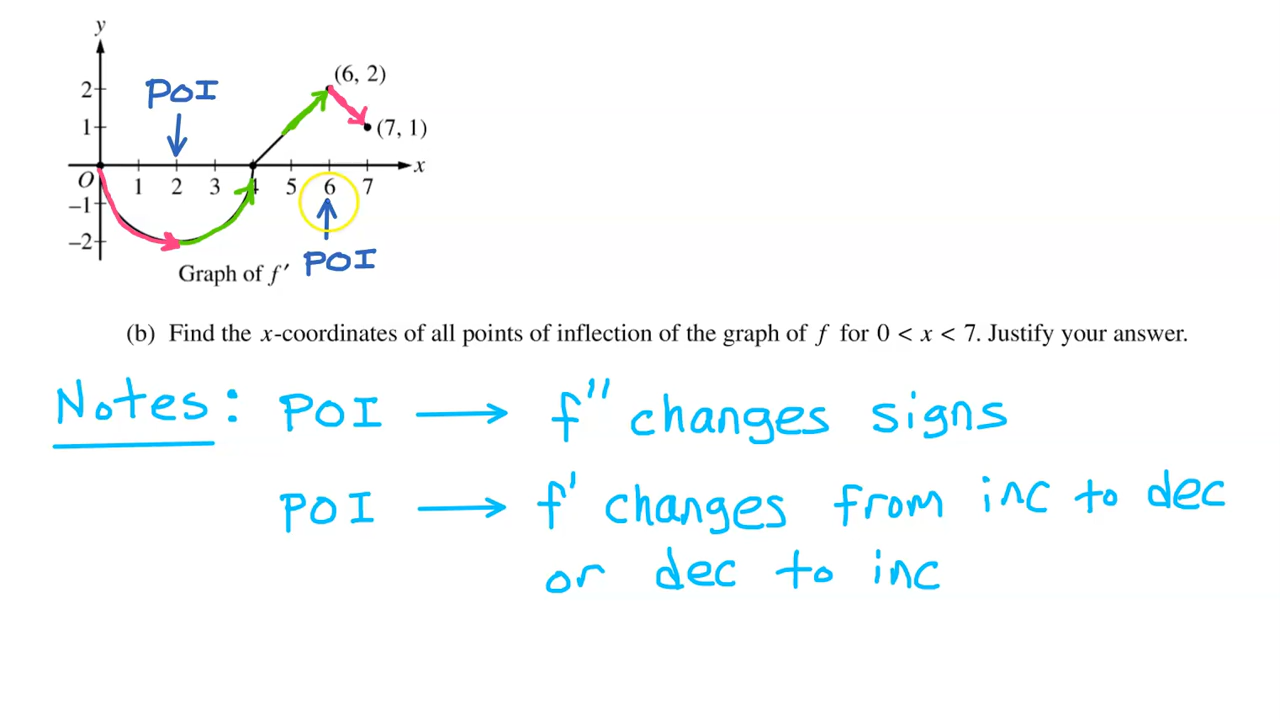 y
(6, 2)
2
POI
1
(7, 1)
x
O
1 2 3 4 5 6 7
−1
−2
POI
Graph of f′
(b) Find the x-coordinates of all points of inflection of the graph of f for 0 < x < 7. Justify your answer.
Notes: POI → f″ changes signs
POI → f′ changes from inc to dec
or dec to inc